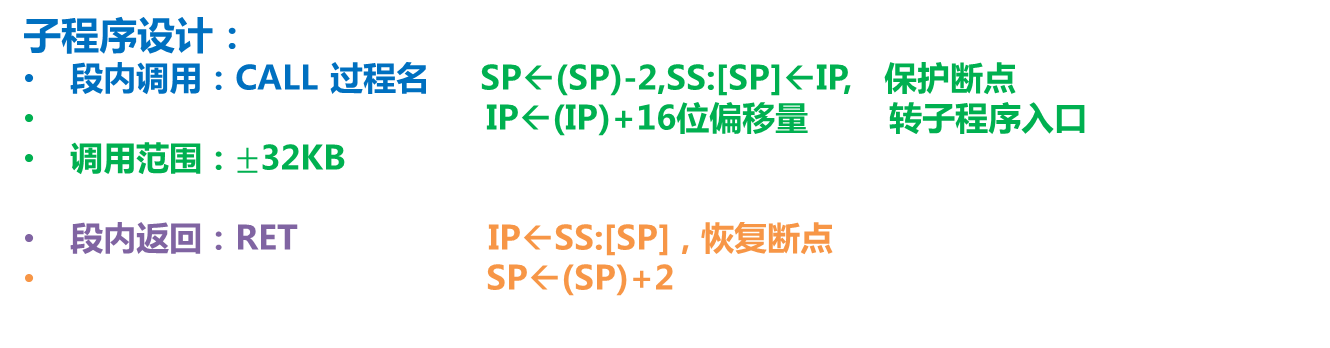 子程序设计：
• 段内调用：CALL 过程名 SP←(SP)-2,SS:[SP]←IP, 保护断点
• IP←(IP)+16位偏移量 转子程序入口
• 调用范围：±32KB
• 段内返回：RET IP←SS:[SP]，恢复断点
• SP←(SP)+2